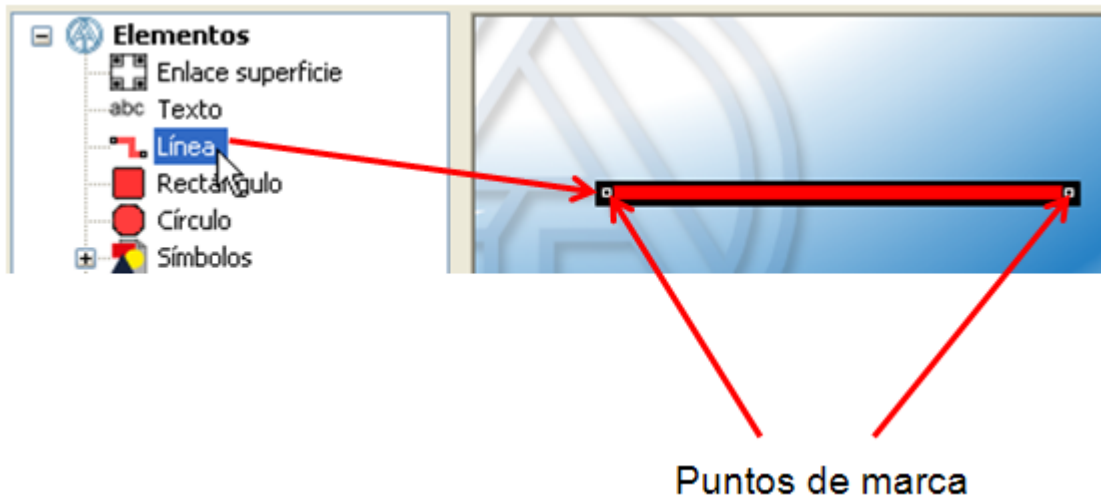 Elementos
Enlace superficie
abc Texto
Línea
Rectángulo
Círculo
Símbolos
Puntos de marca